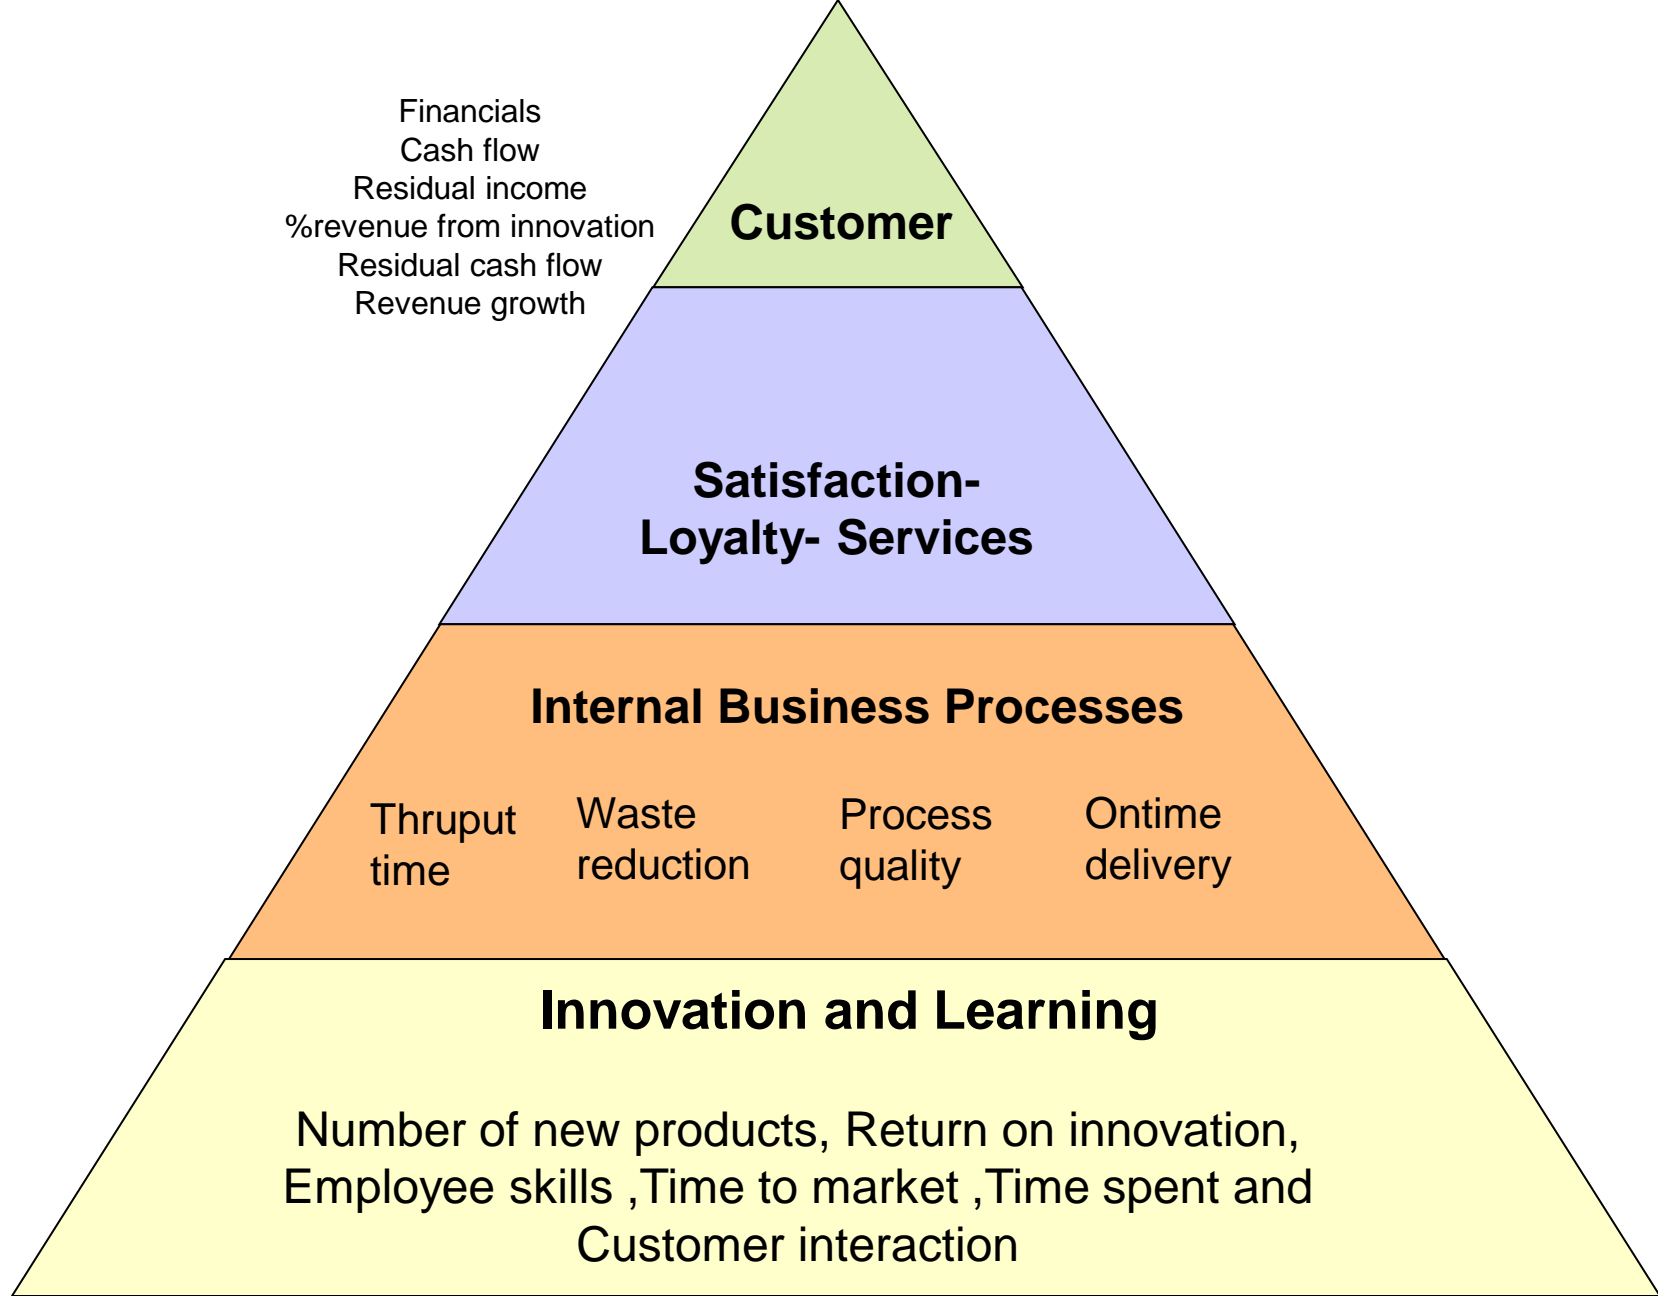 Financials
Cash flow
Residual income
%revenue from innovation
Residual cash flow
Revenue growth
Customer
Satisfaction-
Loyalty- Services
Internal Business Processes
Thruput
time
Waste
reduction
Process
quality
Ontime
delivery
Innovation and Learning
Number of new products, Return on innovation,
Employee skills ,Time to market ,Time spent and
Customer interaction